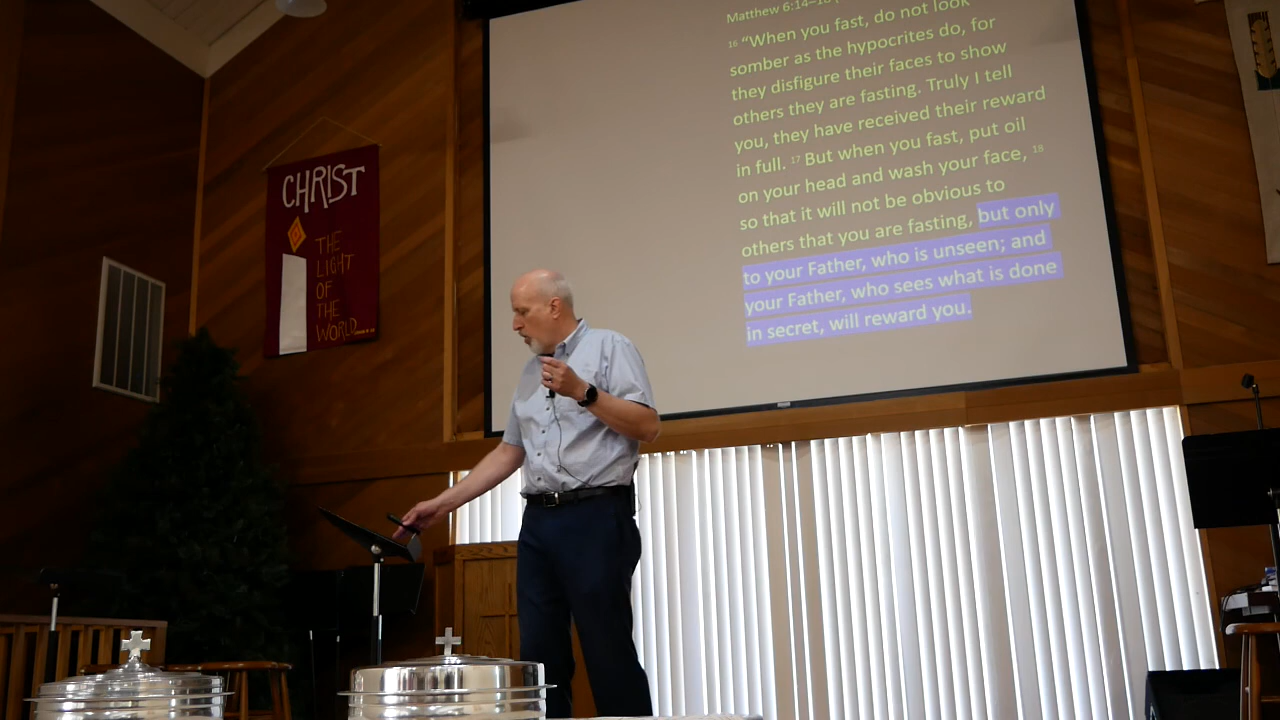 CHRIST
THE
LIGHT
OF
THE
WORLD
Matthew 6:14-18
16 “When you fast, do not look
somber as the hypocrites do, for
they disfigure their faces to show
others they are fasting. Truly I tell
you, they have received their reward
in full. 17 But when you fast, put oil
on your head and wash your face, 18
so that it will not be obvious to
others that you are fasting, but only
to your Father, who is unseen; and
your Father, who sees what is done
in secret, will reward you.